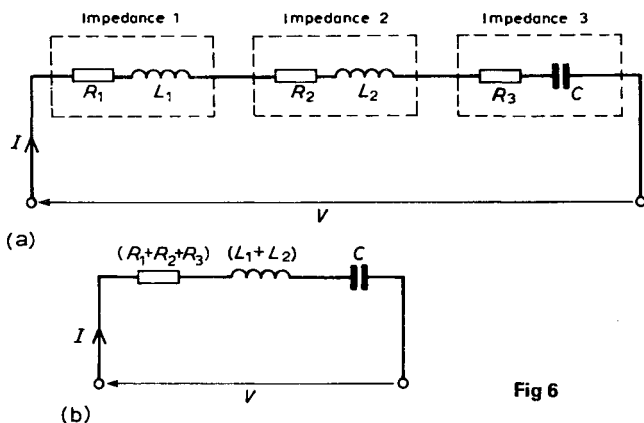 Impedance 1 Impedance 2 Impedance 3
R1 L1 R2 L2 R3 C
I
V
(a)
(R1+R2+R3) (L1+L2) C
I
V
Fig 6
(b)